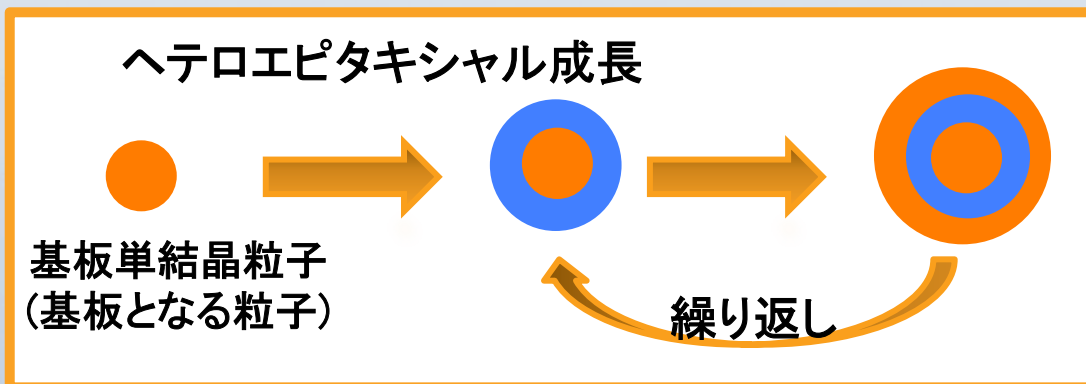 ヘテロエピタキシャル成長
基板単結晶粒子
(基板となる粒子)
繰り返し